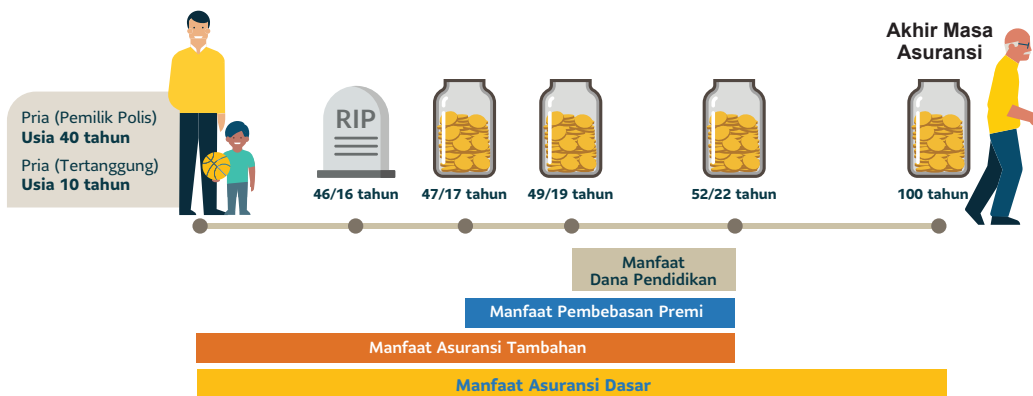 Akhir Masa
Asuransi
Pria (Pemilik Polis)
Usia 40 tahun
Pria (Tertanggung)
Usia 10 tahun
RIP
46/16 tahun
47/17 tahun
49/19 tahun
52/22 tahun
100 tahun
Manfaat
Dana Pendidikan
Manfaat Pembebasan Premi
Manfaat Asuransi Tambahan
Manfaat Asuransi Dasar